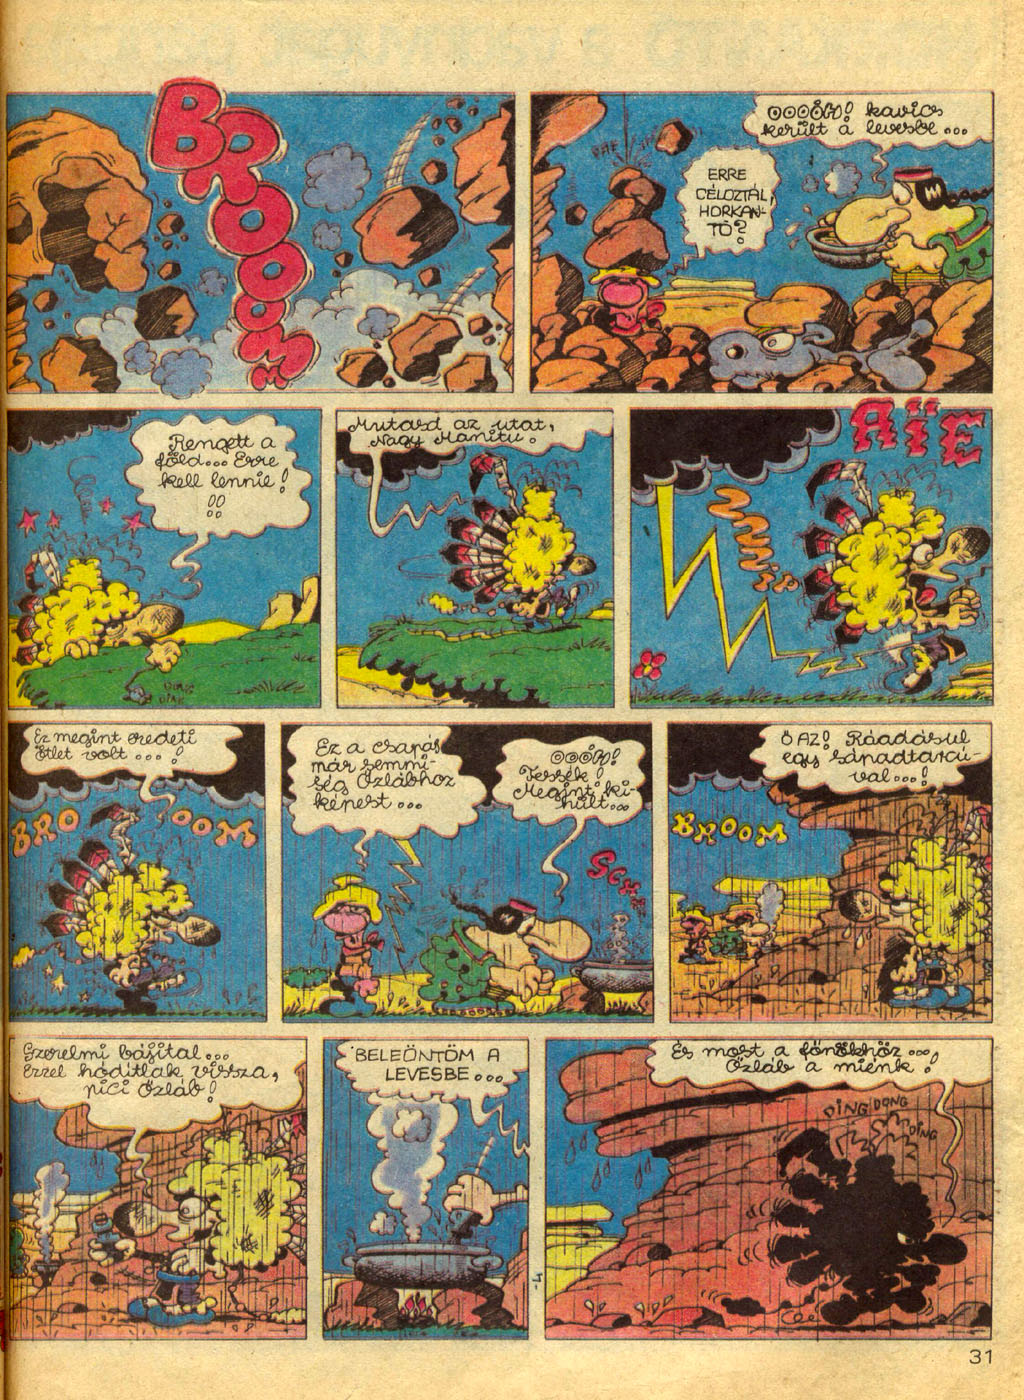 BROOOOM
OOOÓH! kavics
került a levesbe...
ERRE
CÉLOZTÁL,
HORKAN-
TÓ?
Rengett a
föld... Erre
kell lennie!
!!
Mutasd az utat,
Nagy Manitu.
AÏE
Ez megint eredeti
ötlet volt...!
BRO OOM
Ez a csapás
már semmi-
ség Őzlábhoz
képest...
OOÓH!
Tessék!
Megint ki-
hűlt...
Ő AZ! Ráadásul
egy sánadtarcú-
val...!
BROOM
Szerelmi bájital...
Ezzel hódítlak vissza,
pici Őzláb!
BELEÖNTÖM A
LEVESBE...
És most a főnökhöz...
Őzláb a miénk!
DING DONG
DING
31